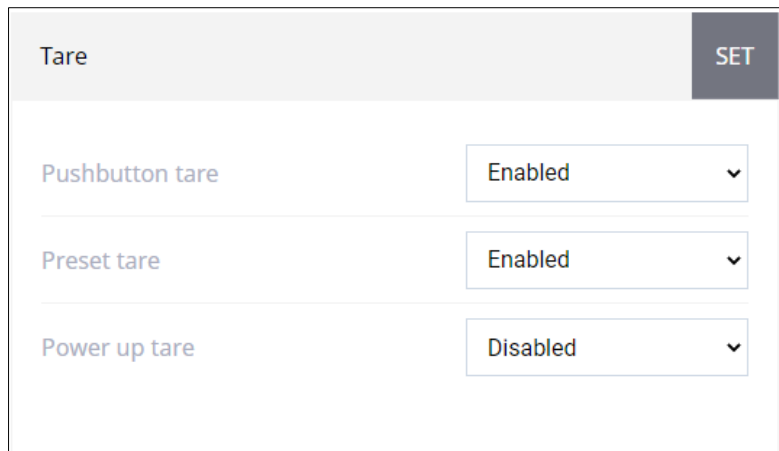 Tare SET
Pushbutton tare Enabled
Preset tare Enabled
Power up tare Disabled